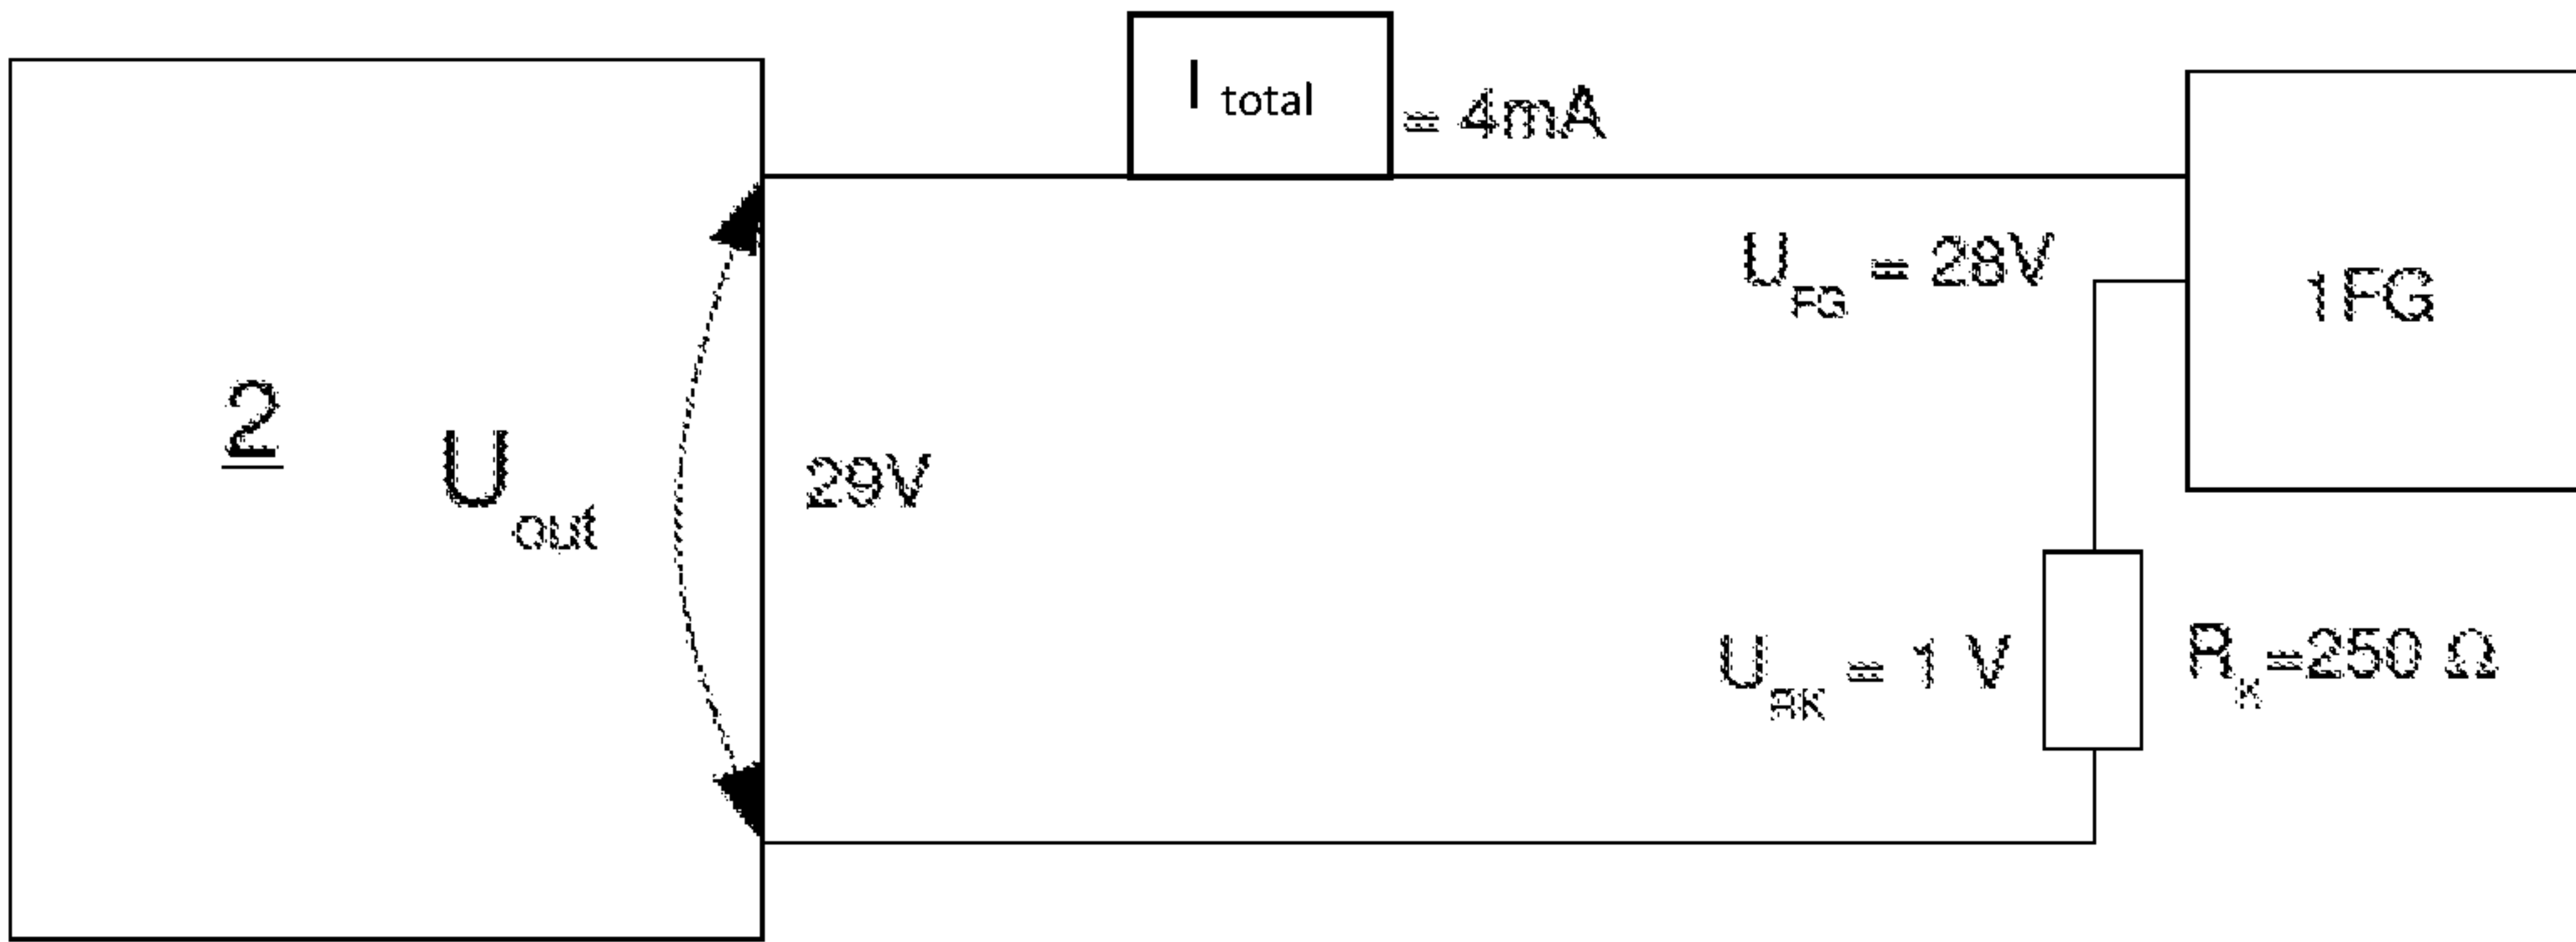 I total = 4mA
U FG = 28V
1FG
2
U out
29V
U RK = 1 V
R K =250 Ω